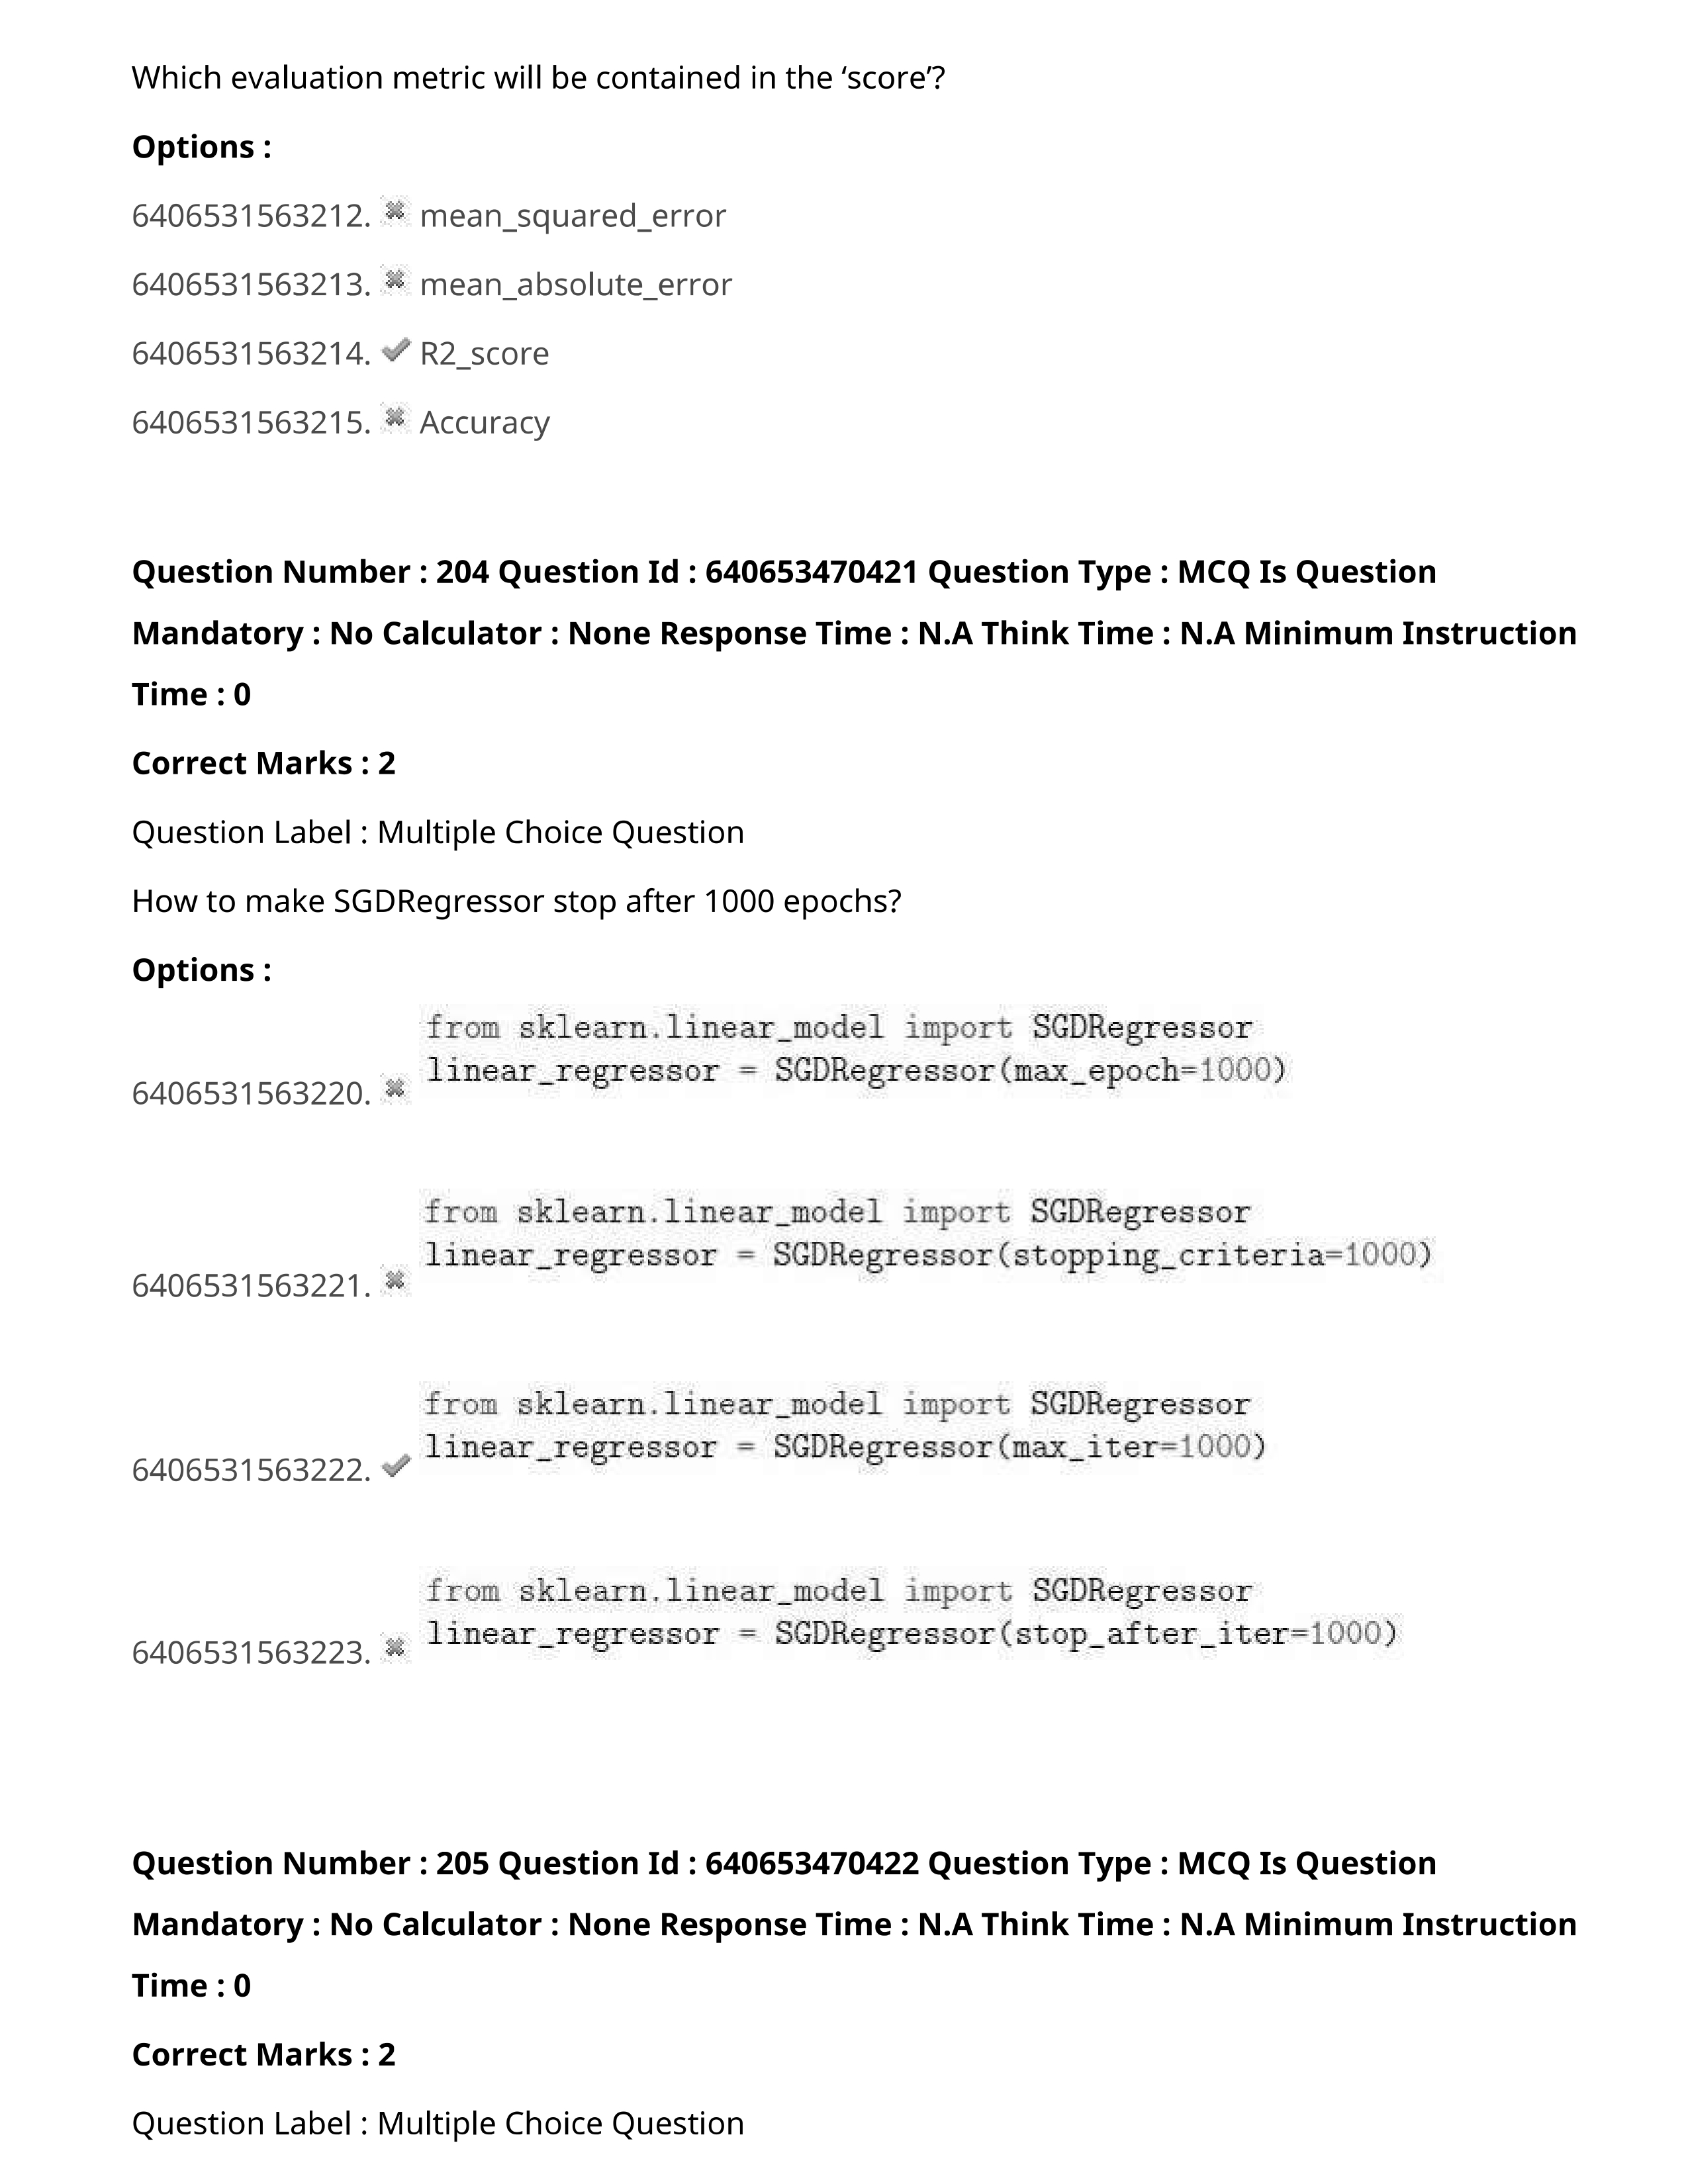 Which evaluation metric will be contained in the ‘score’?
Options :
6406531563212. ✖ mean_squared_error
6406531563213. ✖ mean_absolute_error
6406531563214. ✔ R2_score
6406531563215. ✖ Accuracy
Question Number : 204 Question Id : 640653470421 Question Type : MCQ Is Question
Mandatory : No Calculator : None Response Time : N.A Think Time : N.A Minimum Instruction
Time : 0
Correct Marks : 2
Question Label : Multiple Choice Question
How to make SGDRegressor stop after 1000 epochs?
Options :
from sklearn.linear_model import SGDRegressor
linear_regressor = SGDRegressor(max_epoch=1000)
6406531563220. ✖
from sklearn.linear_model import SGDRegressor
linear_regressor = SGDRegressor(stopping_criteria=1000)
6406531563221. ✖
from sklearn.linear_model import SGDRegressor
linear_regressor = SGDRegressor(max_iter=1000)
6406531563222. ✔
from sklearn.linear_model import SGDRegressor
linear_regressor = SGDRegressor(stop_after_iter=1000)
6406531563223. ✖
Question Number : 205 Question Id : 640653470422 Question Type : MCQ Is Question
Mandatory : No Calculator : None Response Time : N.A Think Time : N.A Minimum Instruction
Time : 0
Correct Marks : 2
Question Label : Multiple Choice Question